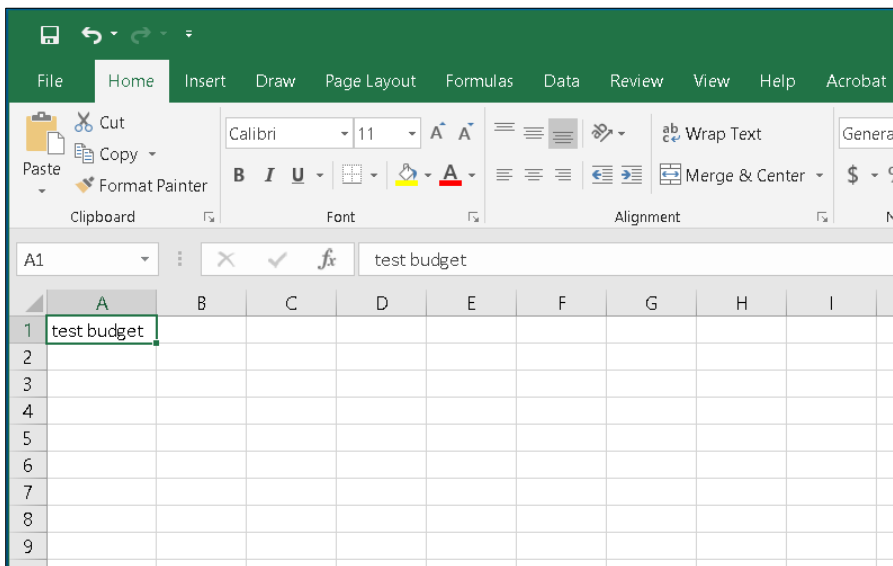 File Home Insert Draw Page Layout Formulas Data Review View Help Acrobat
Cut
Calibri 11 A A ab Wrap Text
Copy
Paste
B I U A Merge & Center $
Format Painter
Clipboard Font Alignment
A1 fx test budget
A B C D E F G H I
1 test budget
2
3
4
5
6
7
8
9